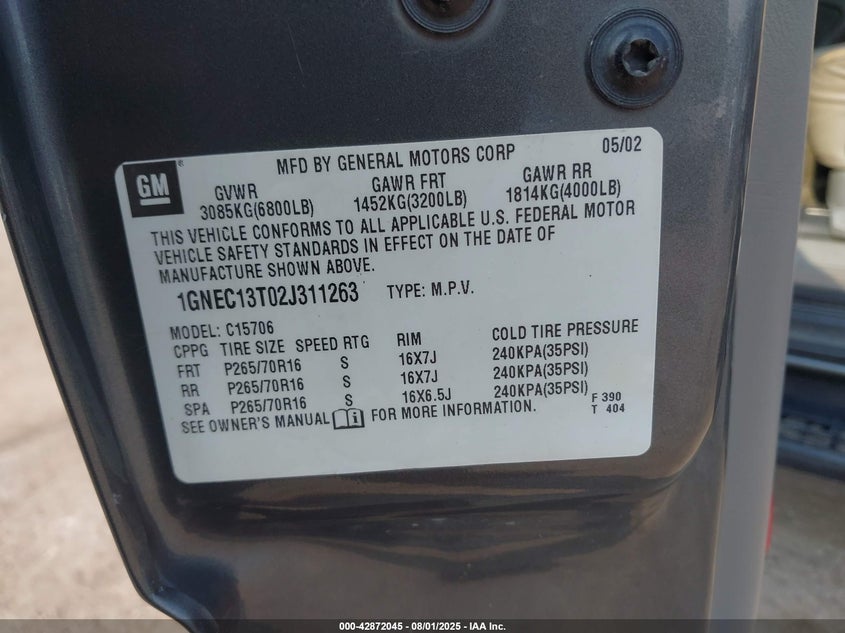 MFD BY GENERAL MOTORS CORP 05/02
GM ®
GVWR GAWR FRT GAWR RR
3085KG(6800LB) 1452KG(3200LB) 1814KG(4000LB)
THIS VEHICLE CONFORMS TO ALL APPLICABLE U.S. FEDERAL MOTOR
VEHICLE SAFETY STANDARDS IN EFFECT ON THE DATE OF
MANUFACTURE SHOWN ABOVE.
1GNEC13T02J311263 TYPE: M.P.V.
MODEL: C15706
CPPG TIRE SIZE SPEED RTG RIM COLD TIRE PRESSURE
FRT P265/70R16 S 16X7J 240KPA(35PSI)
RR P265/70R16 S 16X7J 240KPA(35PSI)
SPA P265/70R16 S 16X6.5J 240KPA(35PSI) F 390
SEE OWNER'S MANUAL i FOR MORE INFORMATION. T 404
000-42872045 - 08/01/2025 - IAA Inc.